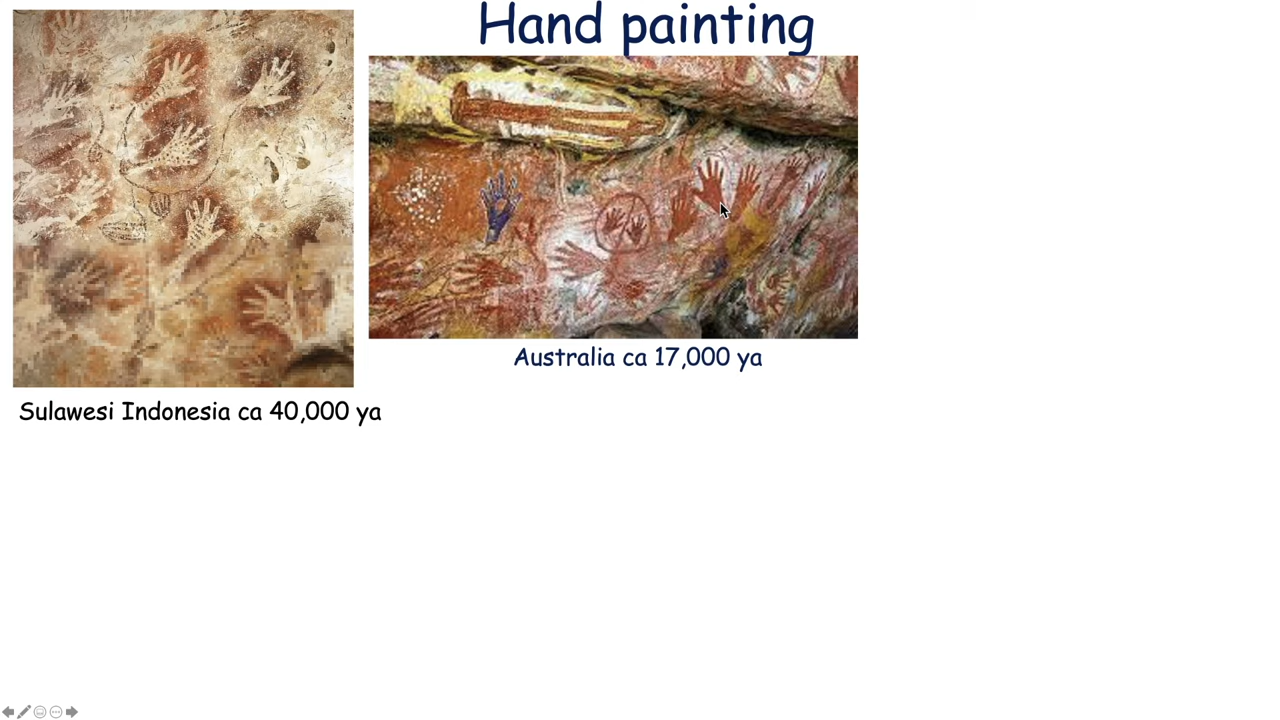 Hand painting
Australia ca 17,000 ya
Sulawesi Indonesia ca 40,000 ya